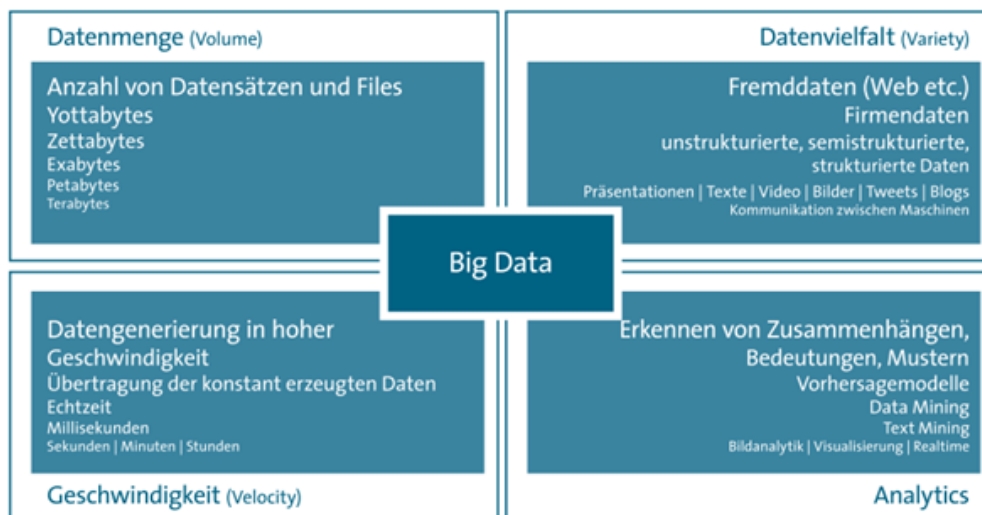 Datenmenge (Volume)
Anzahl von Datensätzen und Files
Yottabytes
Zettabytes
Exabytes
Petabytes
Terabytes
Datenvielfalt (Variety)
Fremddaten (Web etc.)
Firmendaten
unstrukturierte, semistrukturierte,
strukturierte Daten
Präsentationen | Texte | Video | Bilder | Tweets | Blogs
Kommunikation zwischen Maschinen
Big Data
Datengenerierung in hoher
Geschwindigkeit
Übertragung der konstant erzeugten Daten
Echtzeit
Millisekunden
Sekunden | Minuten | Stunden
Geschwindigkeit (Velocity)
Erkennen von Zusammenhängen,
Bedeutungen, Mustern
Vorhersagemodelle
Data Mining
Text Mining
Bildanalytik | Visualisierung | Realtime
Analytics